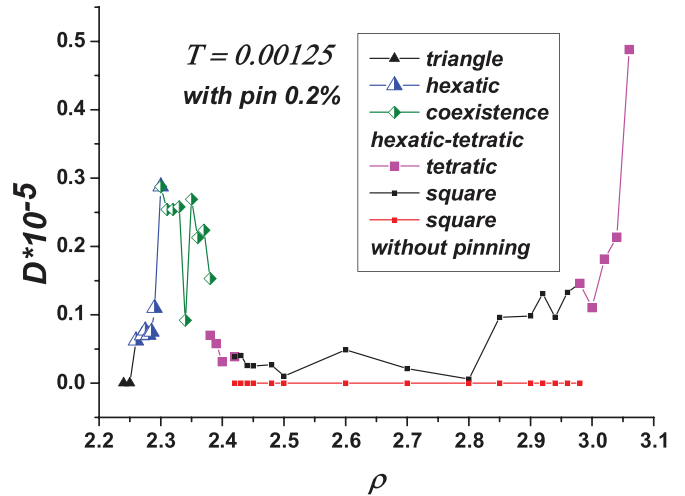 T = 0.00125
with pin 0.2%
triangle
hexatic
coexistence
hexatic-tetratic
tetratic
square
square
without pinning
D*10^-5
0.5
0.4
0.3
0.2
0.1
0.0
2.2 2.3 2.4 2.5 2.6 2.7 2.8 2.9 3.0 3.1
ρ